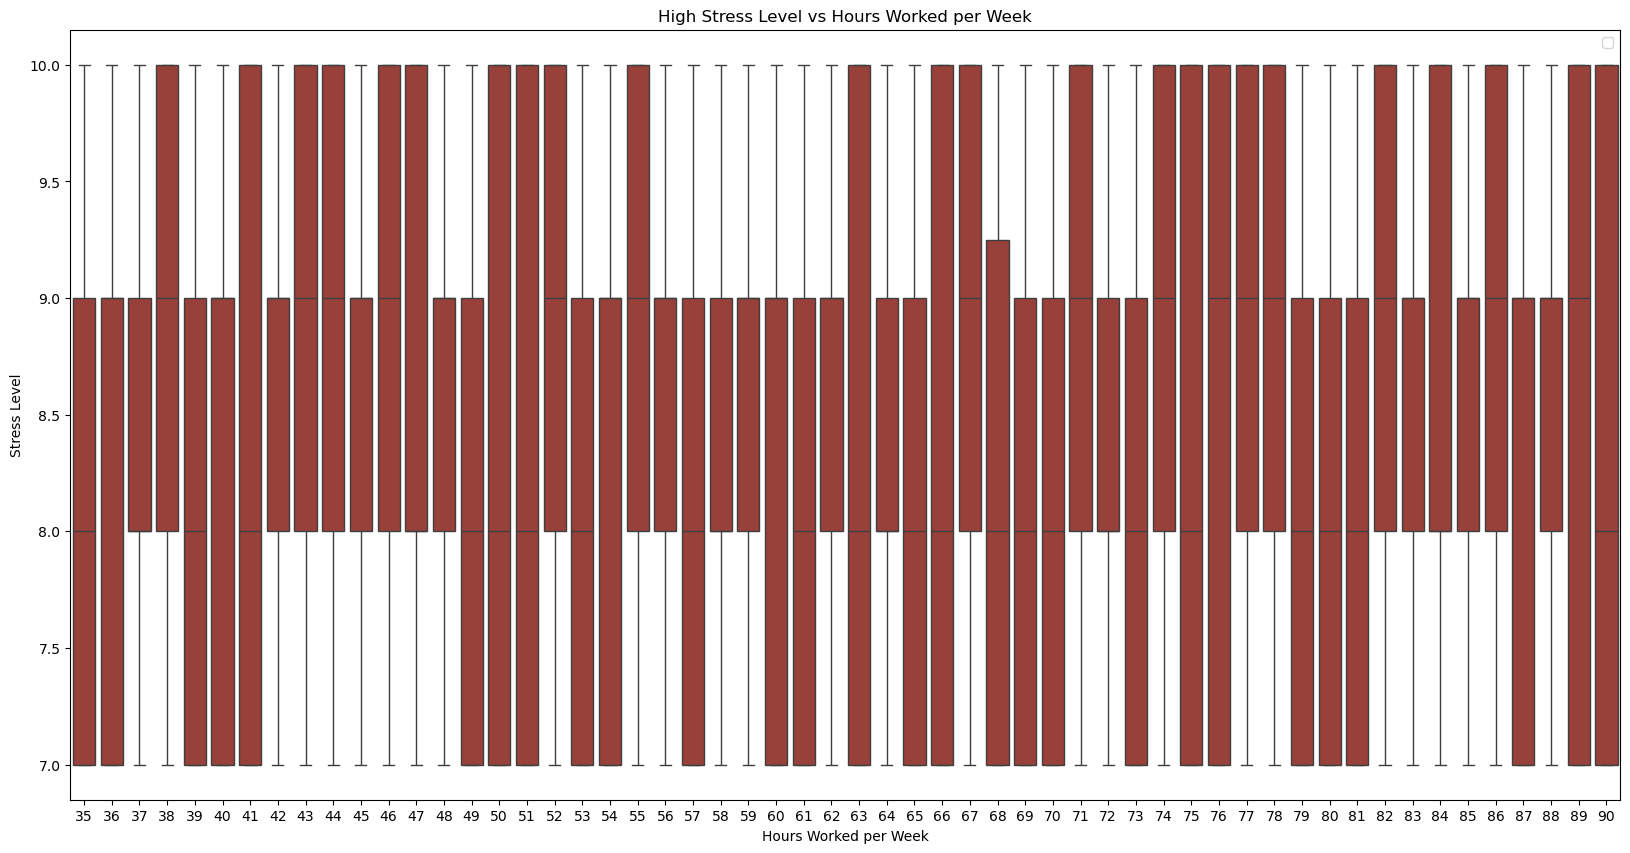 High Stress Level vs Hours Worked per Week
10.0
9.5
9.0
8.5
8.0
7.5
7.0
Stress Level
35 36 37 38 39 40 41 42 43 44 45 46 47 48 49 50 51 52 53 54 55 56 57 58 59 60 61 62 63 64 65 66 67 68 69 70 71 72 73 74 75 76 77 78 79 80 81 82 83 84 85 86 87 88 89 90
Hours Worked per Week